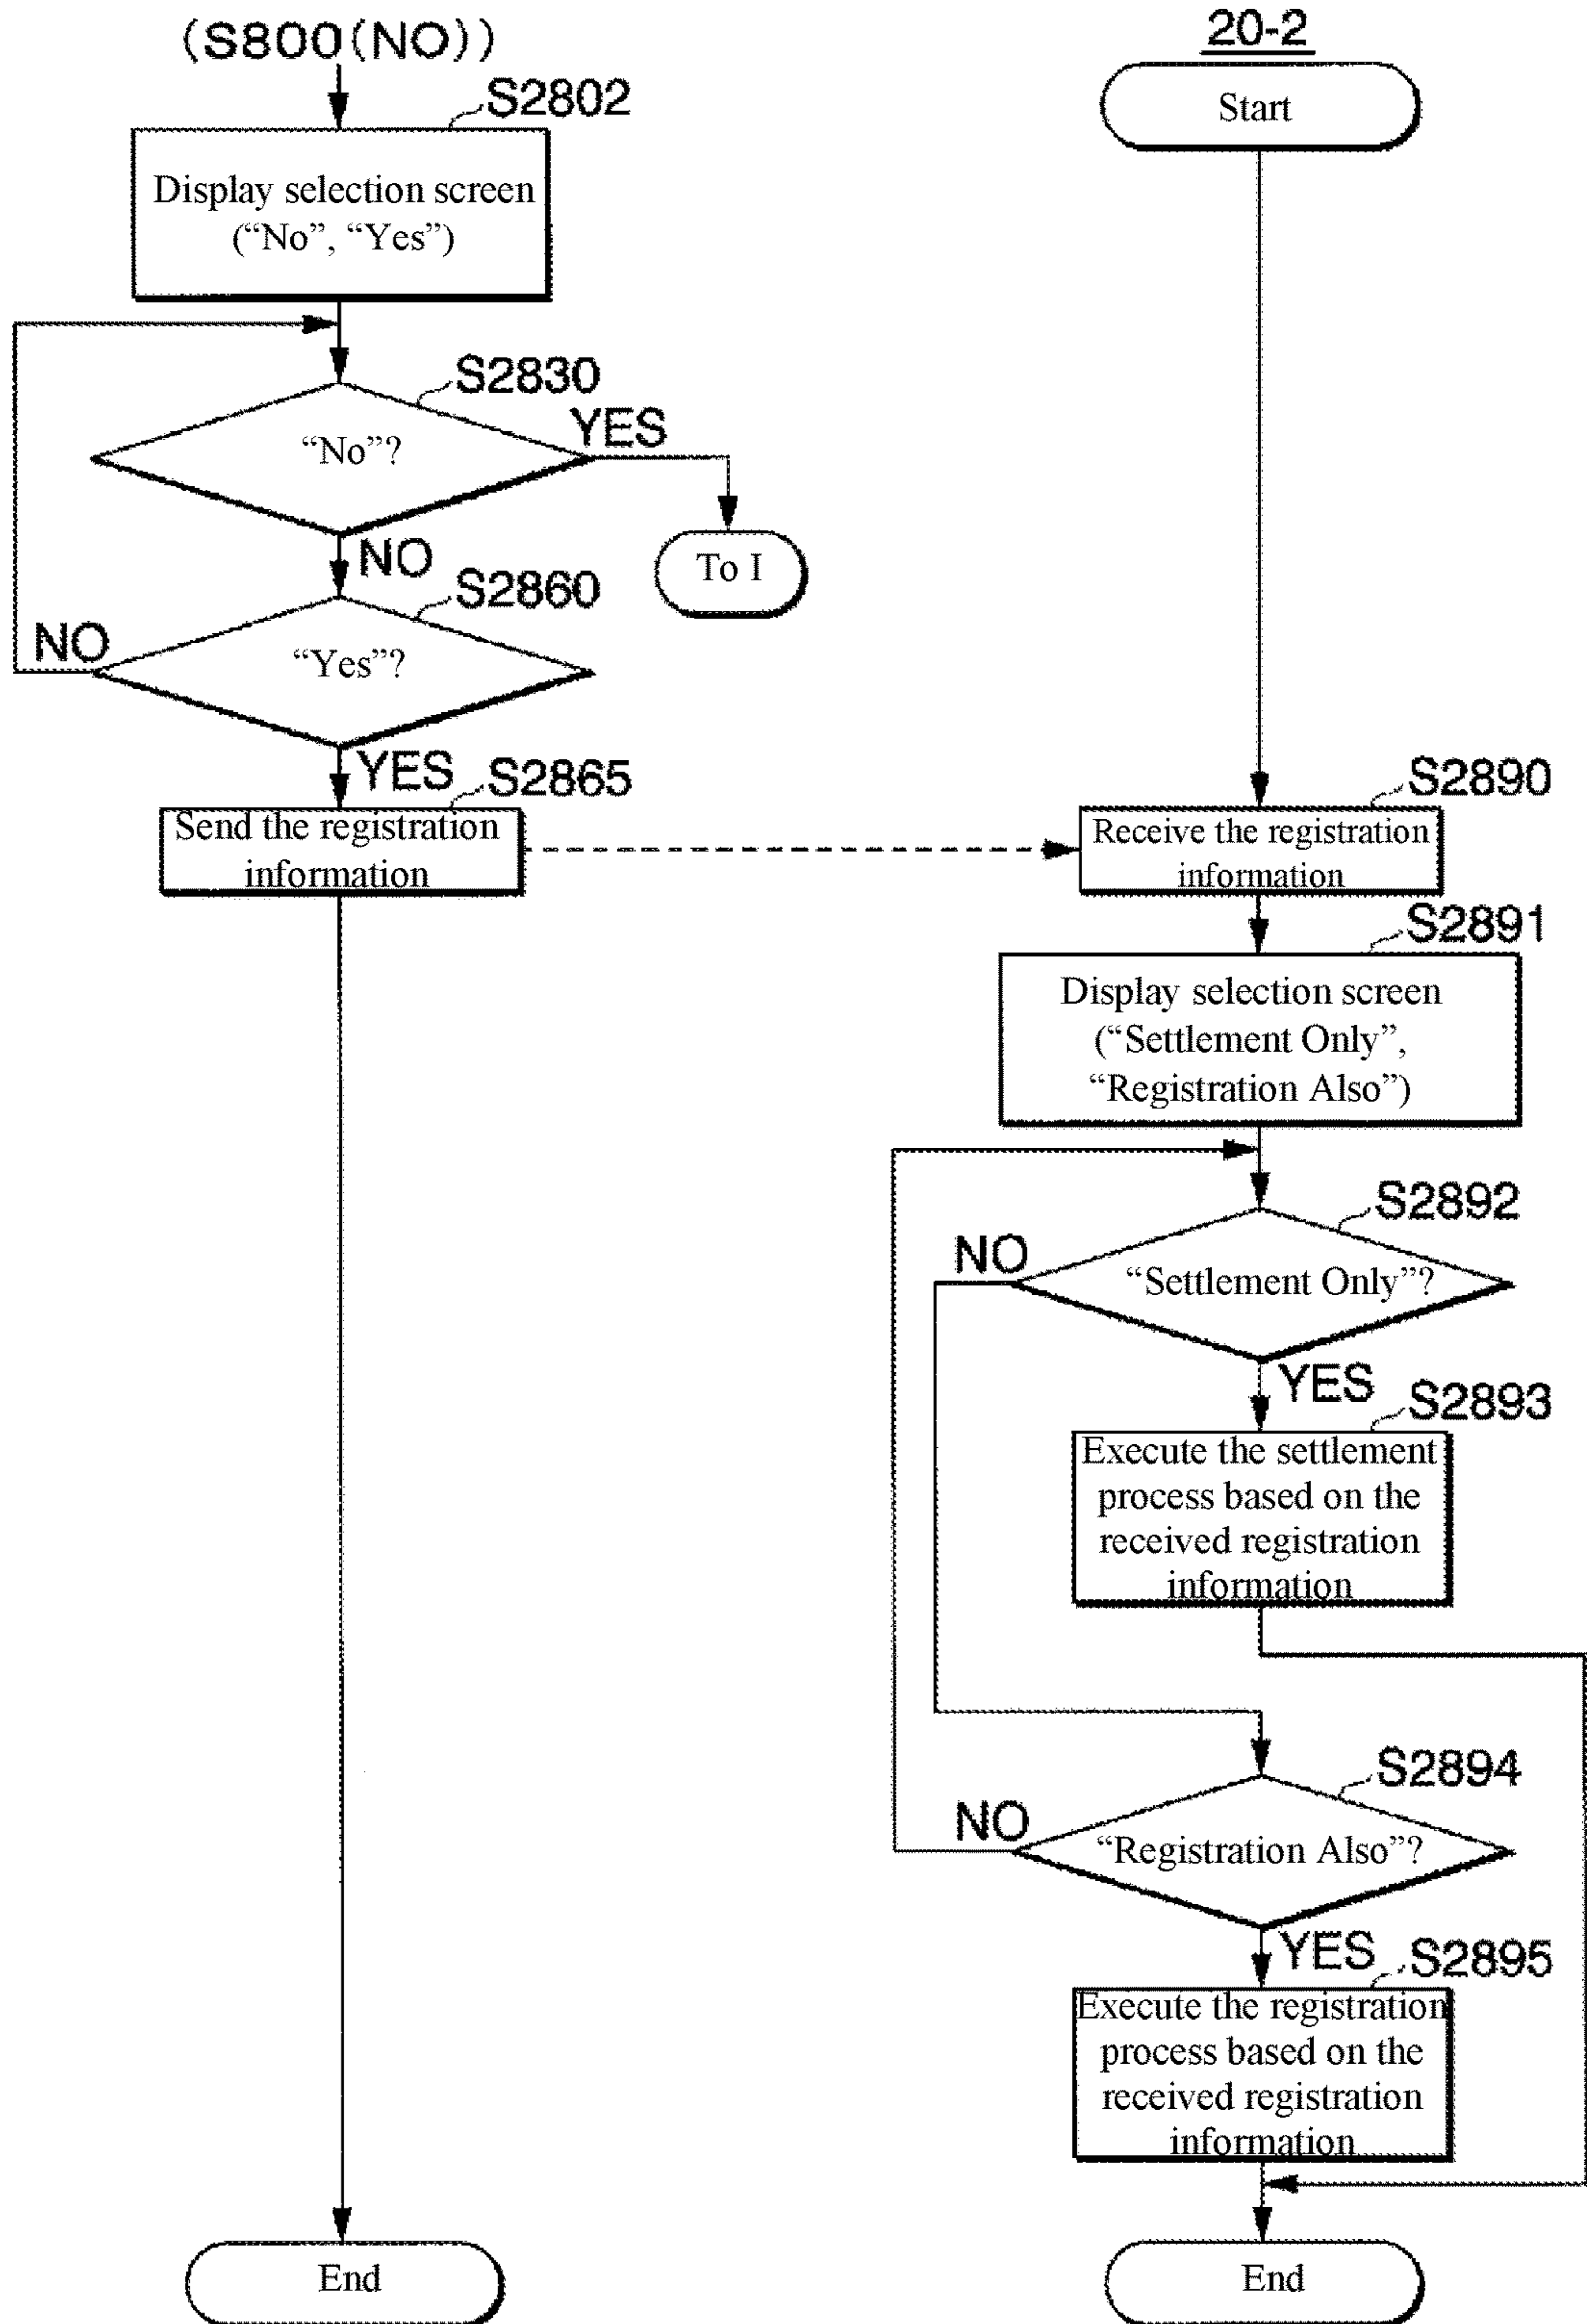 (S800(NO))
S2802
Display selection screen
(“No”, “Yes”)
S2830
“No”?
YES
To I
NO
S2860
“Yes”?
NO
YES
S2865
Send the registration
information
End
20-2
Start
S2890
Receive the registration
information
S2891
Display selection screen
(“Settlement Only”,
“Registration Also”)
S2892
“Settlement Only”?
NO
YES
S2893
Execute the settlement
process based on the
received registration
information
S2894
“Registration Also”?
NO
YES
S2895
Execute the registration
process based on the
received registration
information
End